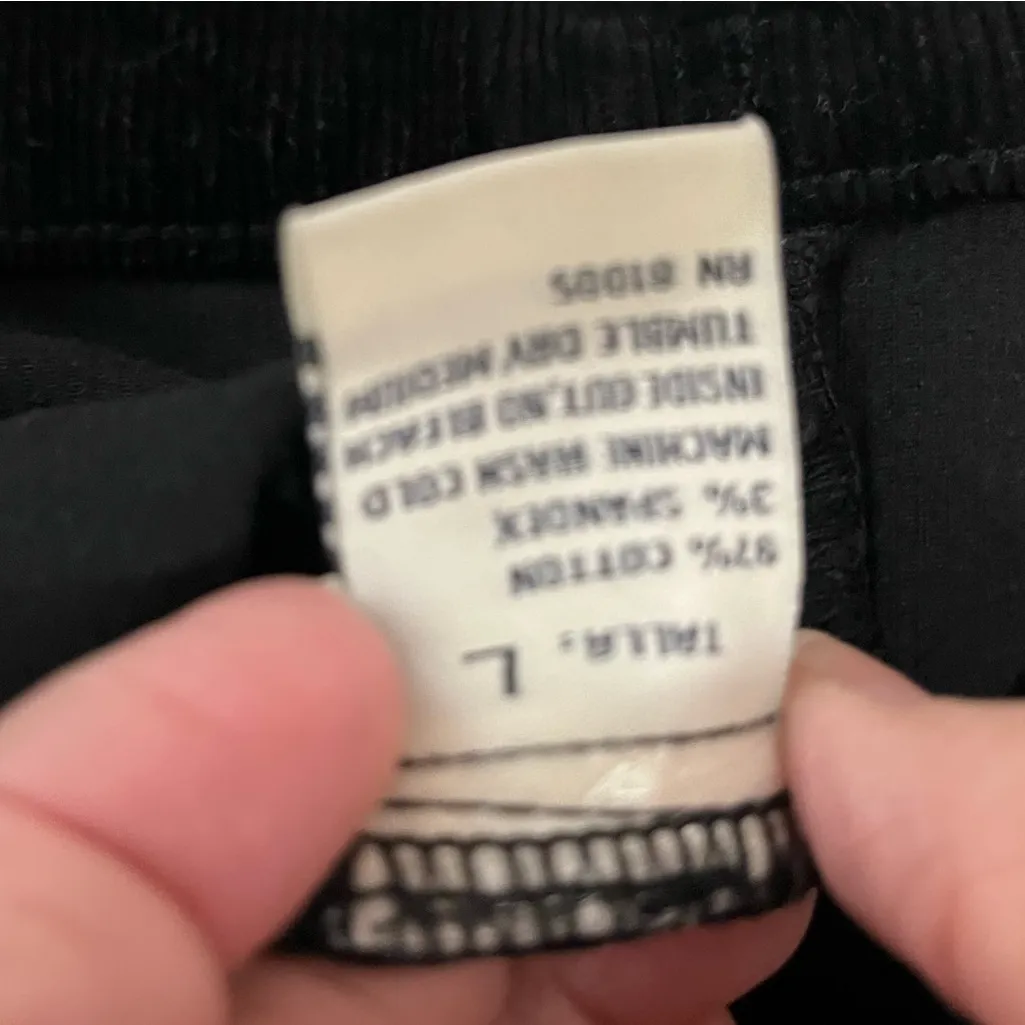 TALLA. L
97% COTTON
3% SPANDEX
MACHINE WASH COLD
INSIDE OUT.NO BLEACH
TUMBLE DRY MEDIUM
RN 81005